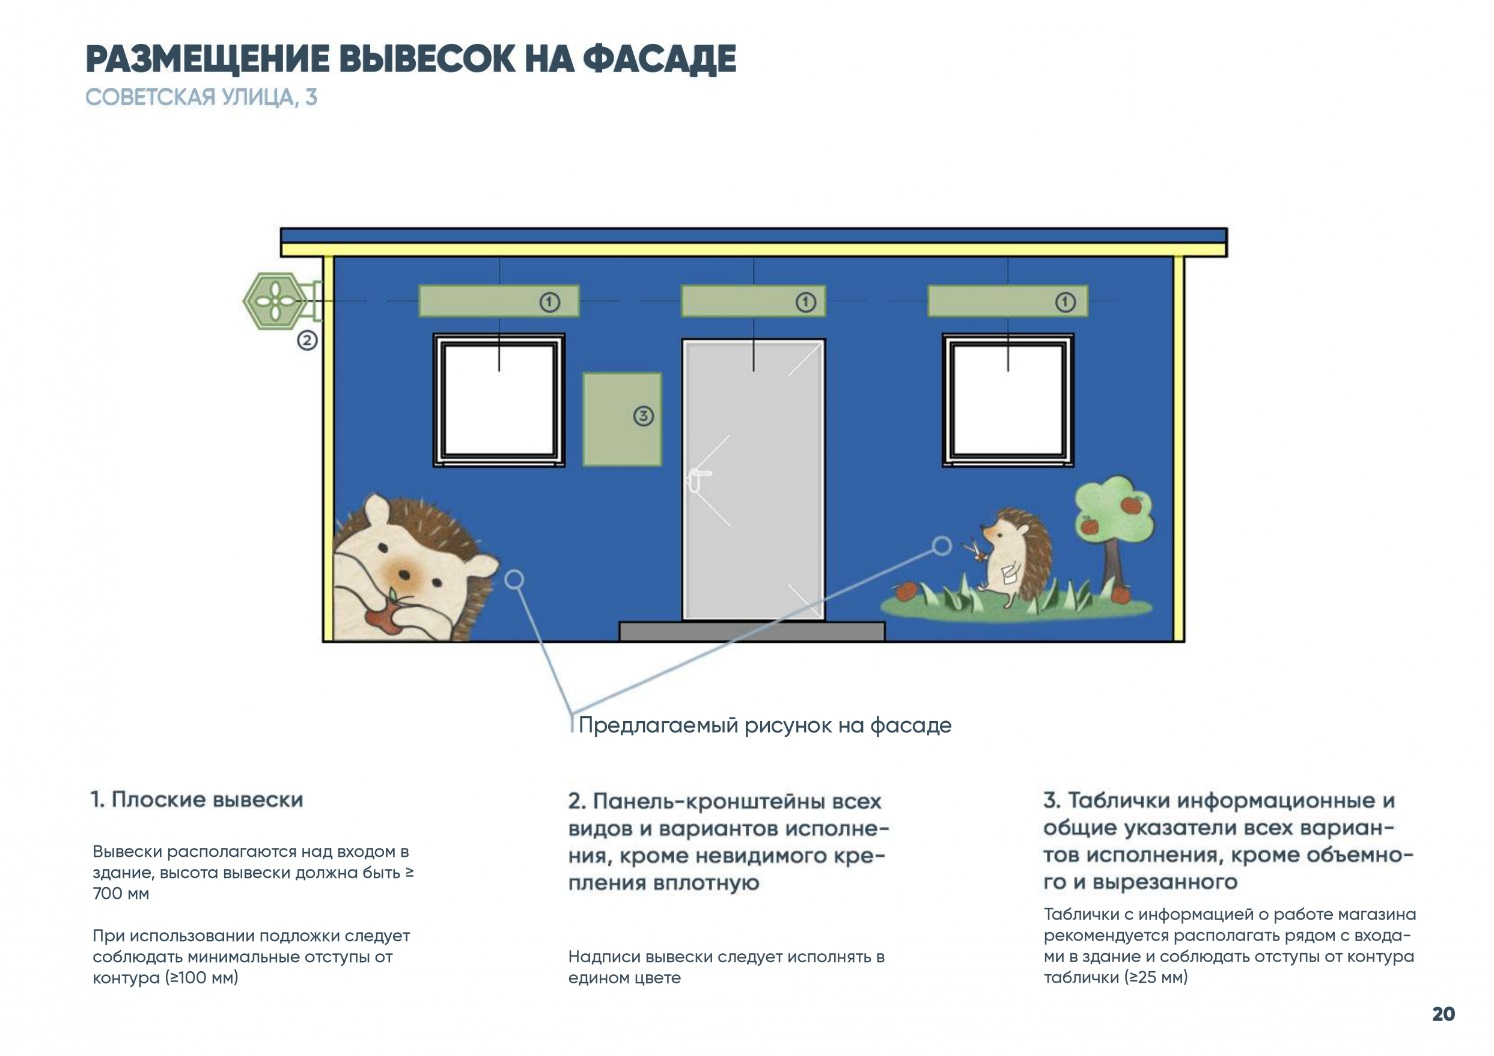 РАЗМЕЩЕНИЕ ВЫВЕСОК НА ФАСАДЕ
СОВЕТСКАЯ УЛИЦА, 3
1
1
1
2
3
Предлагаемый рисунок на фасаде
1. Плоские вывески
Вывески располагаются над входом в
здание, высота вывески должна быть ≥
700 мм
При использовании подложки следует
соблюдать минимальные отступы от
контура (≥100 мм)
2. Панель-кронштейны всех
видов и вариантов исполне-
ния, кроме невидимого кре-
пления вплотную
Надписи вывески следует исполнять в
едином цвете
3. Таблички информационные и
общие указатели всех вариан-
тов исполнения, кроме объемно-
го и вырезанного
Таблички с информацией о работе магазина
рекомендуется располагать рядом с входа-
ми в здание и соблюдать отступы от контура
таблички (≥25 мм)
20